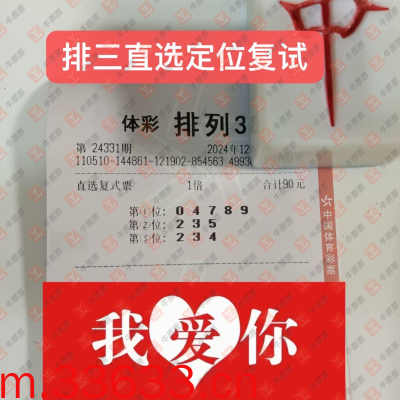 排三直选定位复试
体彩 排列3
第 24331期 2024年12
110510-144861-121902-854563 4993
直选复式票 1倍 合计90元
第1位: 0 4 7 8 9
第2位: 2 3 5
第3位: 2 3 4
中国体育彩票
我爱你